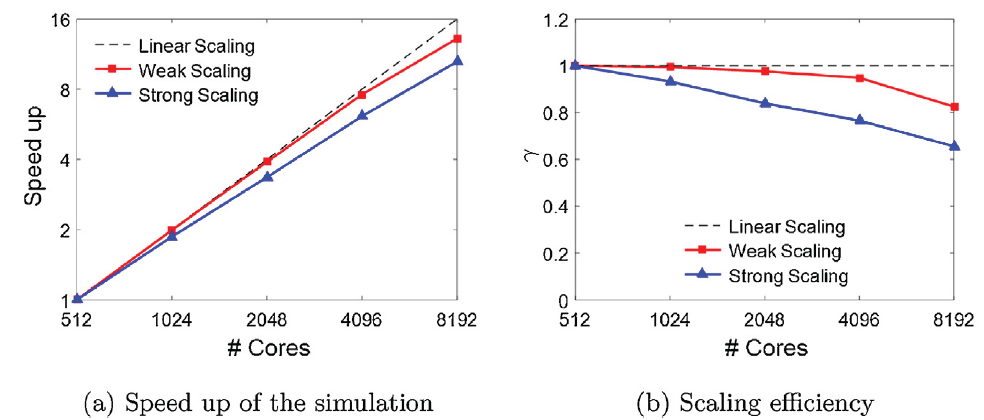 16
8
4
2
1
512
1024
2048
4096
8192
Speed up
# Cores
Linear Scaling
Weak Scaling
Strong Scaling
(a) Speed up of the simulation
1.2
1
0.8
0.6
0.4
0.2
0
512
1024
2048
4096
8192
γ
# Cores
Linear Scaling
Weak Scaling
Strong Scaling
(b) Scaling efficiency